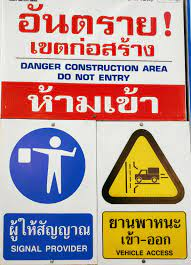 อันตราย!
เขตก่อสร้าง
DANGER CONSTRUCTION AREA
DO NOT ENTRY
ห้ามเข้า
ผู้ให้สัญญาณ
SIGNAL PROVIDER
ยานพาหนะ
เข้า-ออก
VEHICLE ACCESS